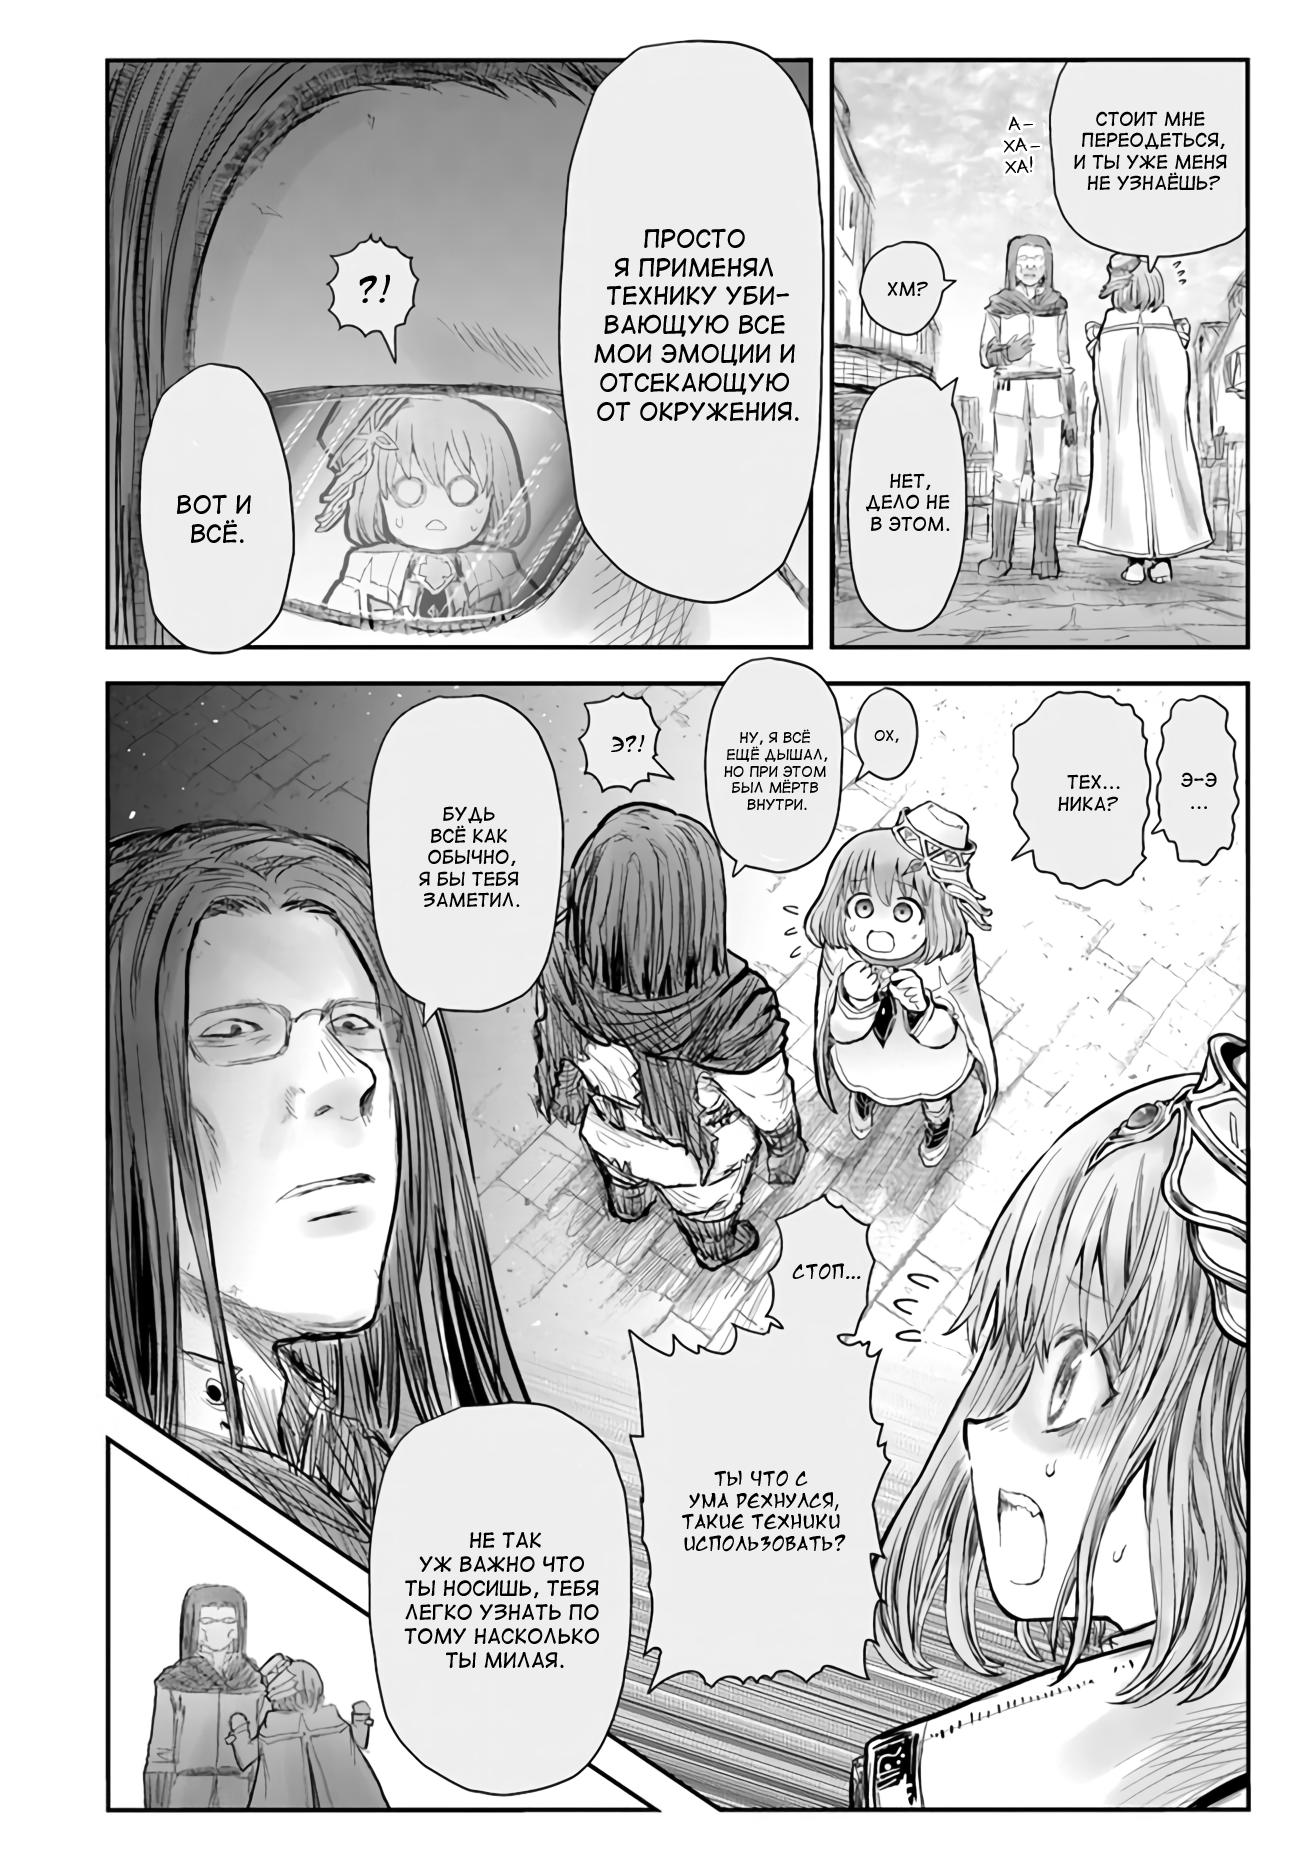 СТОИТ МНЕ
ПЕРЕОДЕТЬСЯ,
И ТЫ УЖЕ МЕНЯ
НЕ УЗНАЁШЬ?
А-
ХА-
ХА!
ХМ?
НЕТ,
ДЕЛО НЕ
В ЭТОМ.
ПРОСТО
Я ПРИМЕНЯЛ
ТЕХНИКУ УБИ-
ВАЮЩУЮ ВСЕ
МОИ ЭМОЦИИ И
ОТСЕКАЮЩУЮ
ОТ ОКРУЖЕНИЯ.
?!
ВОТ И
ВСЁ.
Э-Э
...
ТЕХ...
НИКА?
ОХ,
НУ, Я ВСЁ
ЕЩЁ ДЫШАЛ,
НО ПРИ ЭТОМ
БЫЛ МЁРТВ
ВНУТРИ.
Э?!
БУДЬ
ВСЁ КАК
ОБЫЧНО,
Я БЫ ТЕБЯ
ЗАМЕТИЛ.
СТОП...
ТЫ ЧТО С
УМА РЕХНУЛСЯ,
ТАКИЕ ТЕХНИКИ
ИСПОЛЬЗОВАТЬ?
НЕ ТАК
УЖ ВАЖНО ЧТО
ТЫ НОСИШЬ, ТЕБЯ
ЛЕГКО УЗНАТЬ ПО
ТОМУ НАСКОЛЬКО
ТЫ МИЛАЯ.